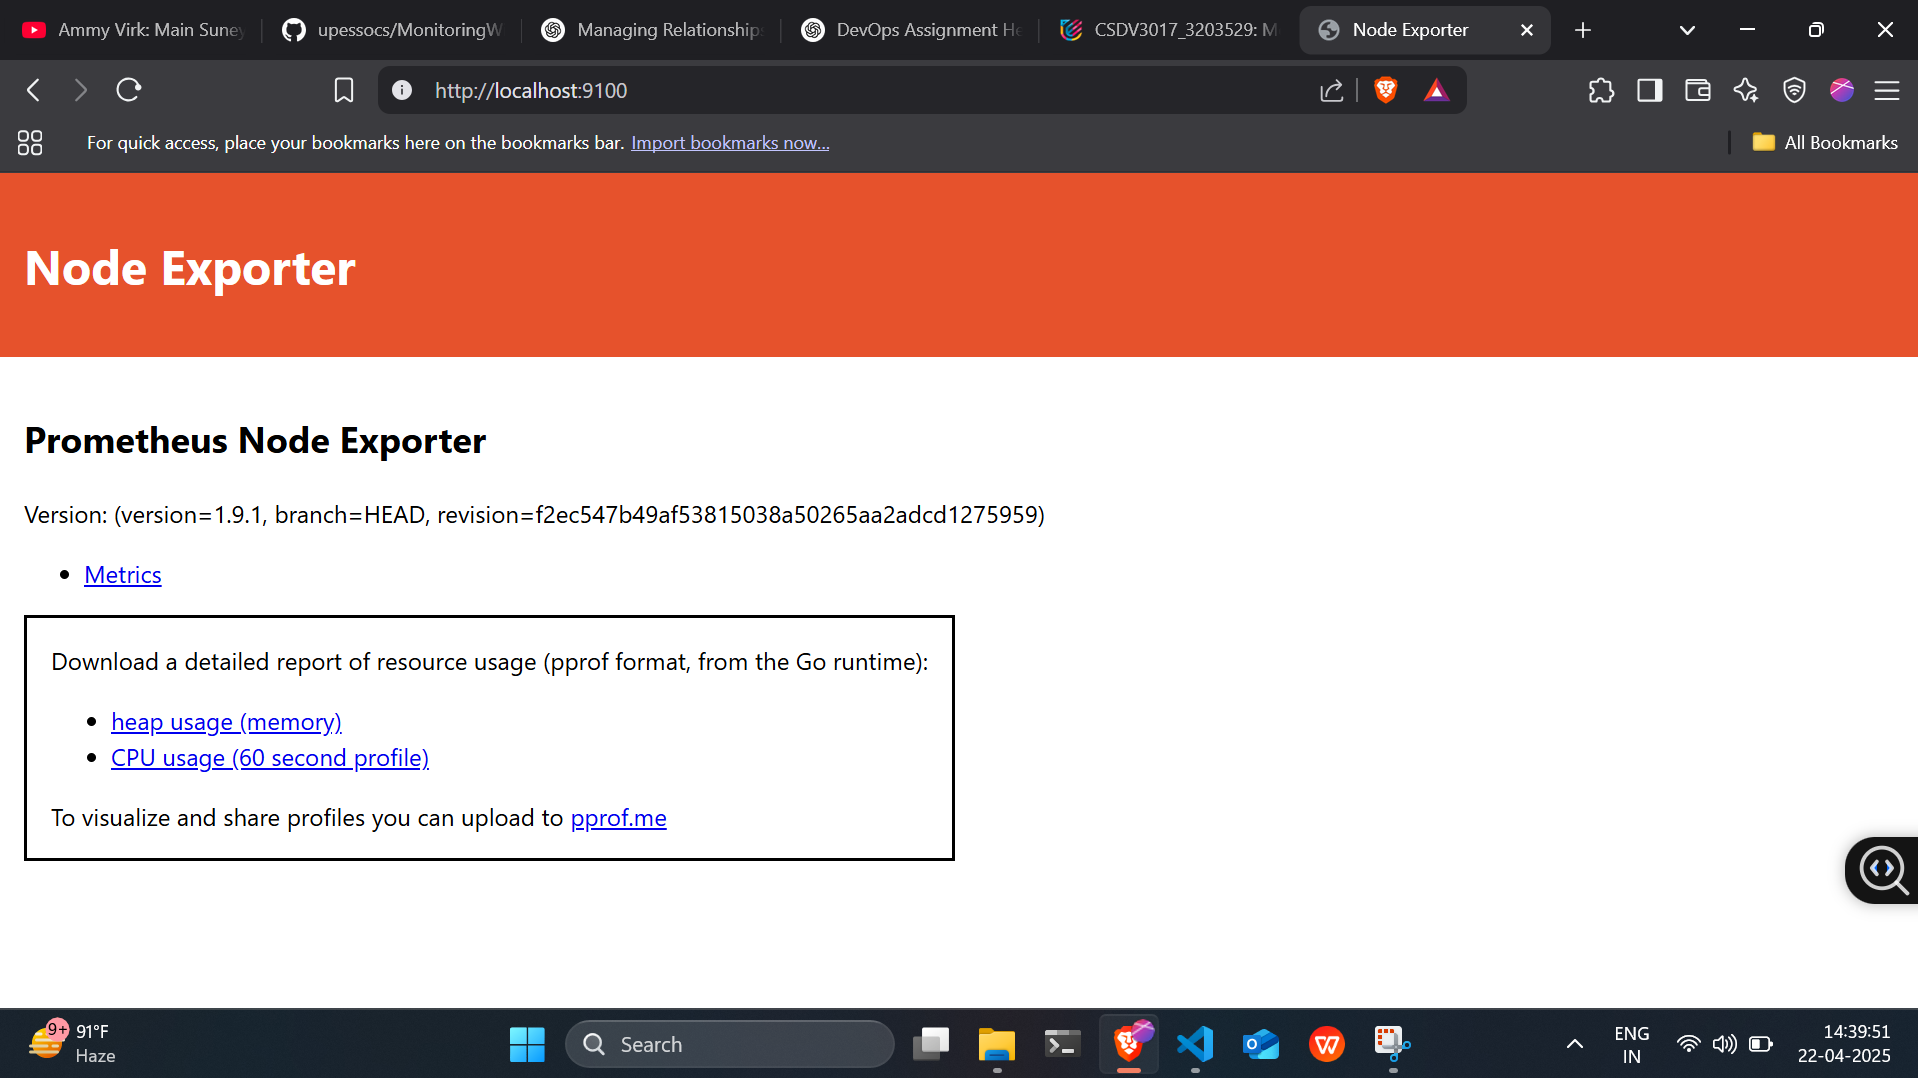 Ammy Virk: Main Suney
upessocs/MonitoringW
Managing Relationships
DevOps Assignment He
CSDV3017_3203529: M
Node Exporter
http://localhost:9100
For quick access, place your bookmarks here on the bookmarks bar. Import bookmarks now...
All Bookmarks
Node Exporter
Prometheus Node Exporter
Version: (version=1.9.1, branch=HEAD, revision=f2ec547b49af53815038a50265aa2adcd1275959)
Metrics
Download a detailed report of resource usage (pprof format, from the Go runtime):
heap usage (memory)
CPU usage (60 second profile)
To visualize and share profiles you can upload to pprof.me
9+
91°F
Haze
Search
ENG
IN
14:39:51
22-04-2025